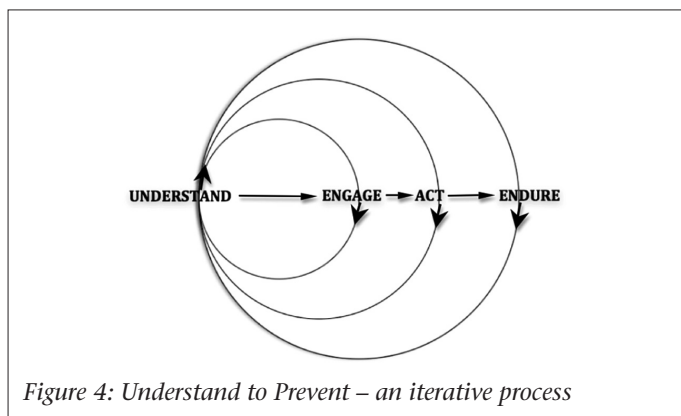 UNDERSTAND ENGAGE ACT ENDURE
Figure 4: Understand to Prevent – an iterative process